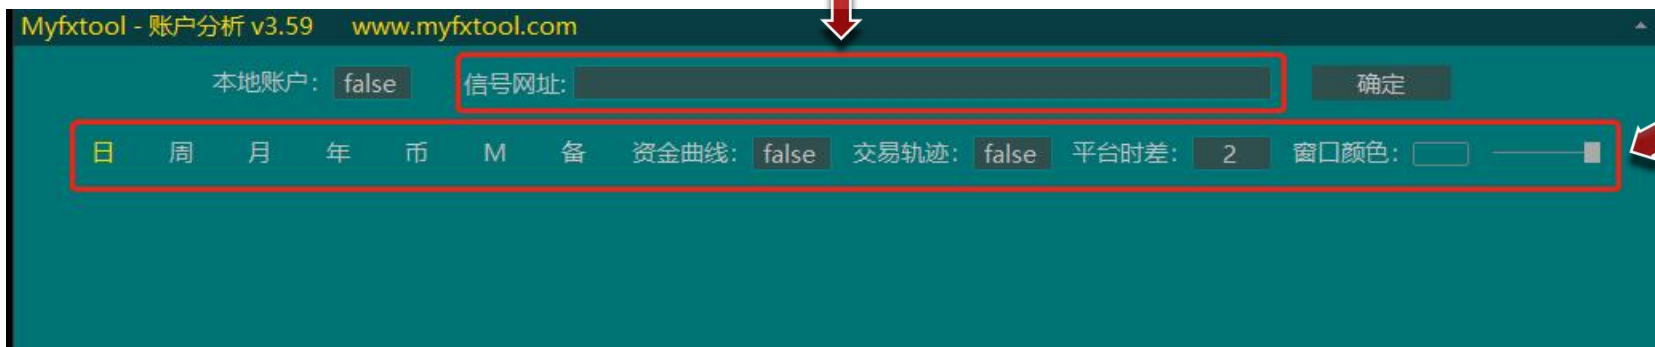 Myfxtool - 账户分析 v3.59 www.myfxtool.com
本地账户: false 信号网址: 确定
日 周 月 年 币 M 备 资金曲线: false 交易轨迹: false 平台时差: 2 窗口颜色: